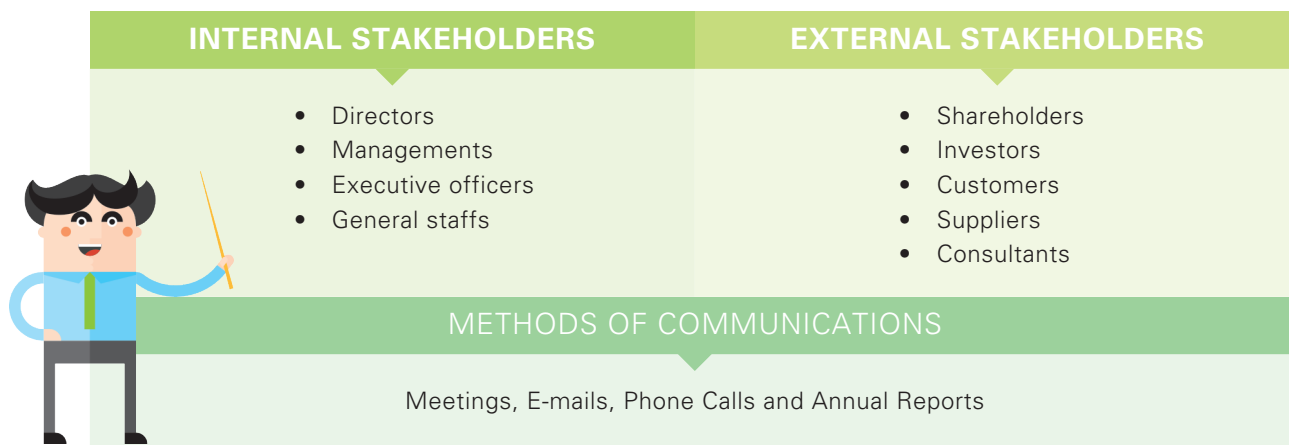 INTERNAL STAKEHOLDERS
• Directors
• Managements
• Executive officers
• General staffs
EXTERNAL STAKEHOLDERS
• Shareholders
• Investors
• Customers
• Suppliers
• Consultants
METHODS OF COMMUNICATIONS
Meetings, E-mails, Phone Calls and Annual Reports